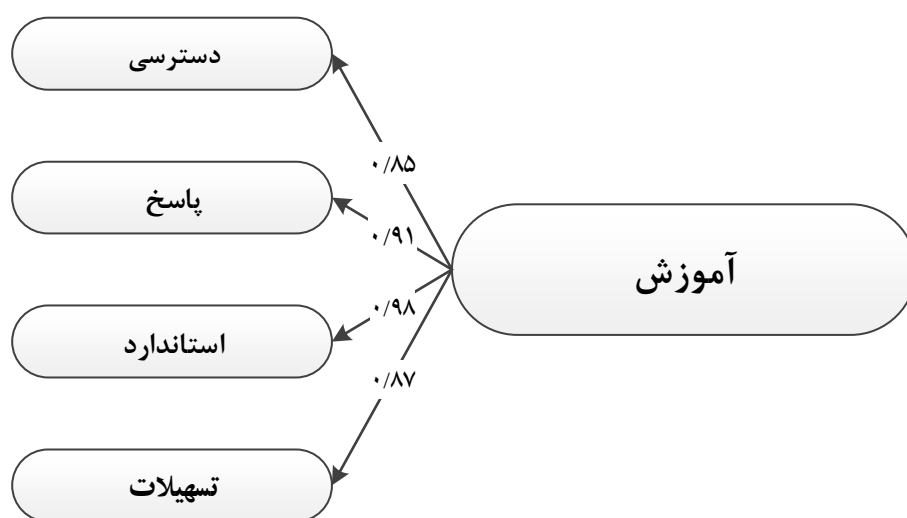 دسترسی
۰/۸۵
پاسخ
۰/۹۱
آموزش
۰/۹۸
استاندارد
۰/۸۷
تسهیلات